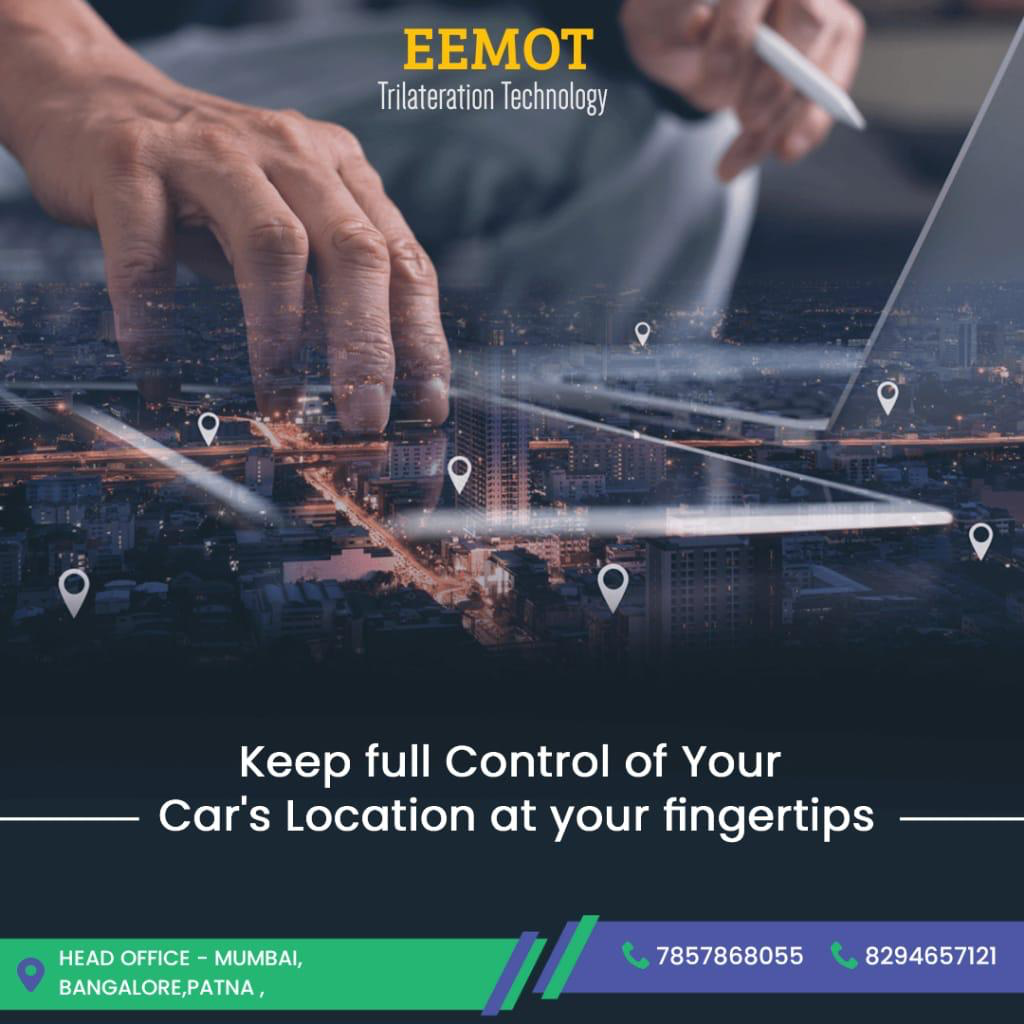 EEMOT
Trilateration Technology
Keep full Control of Your
Car's Location at your fingertips
HEAD OFFICE - MUMBAI,
BANGALORE,PATNA ,
7857868055 8294657121